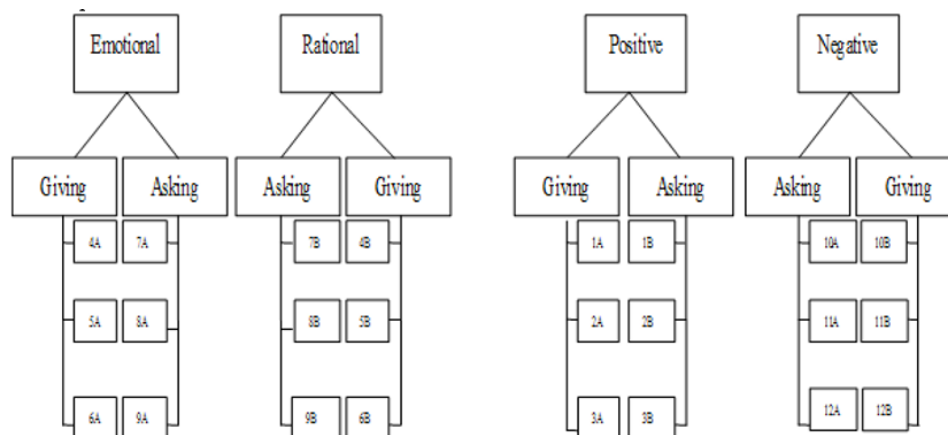 Emotional Rational Positive Negative
Giving Asking Asking Giving Giving Asking Asking Giving
4A 7A 7B 4B 1A 1B 10A 10B
5A 8A 8B 5B 2A 2B 11A 11B
6A 9A 9B 6B 3A 3B 12A 12B